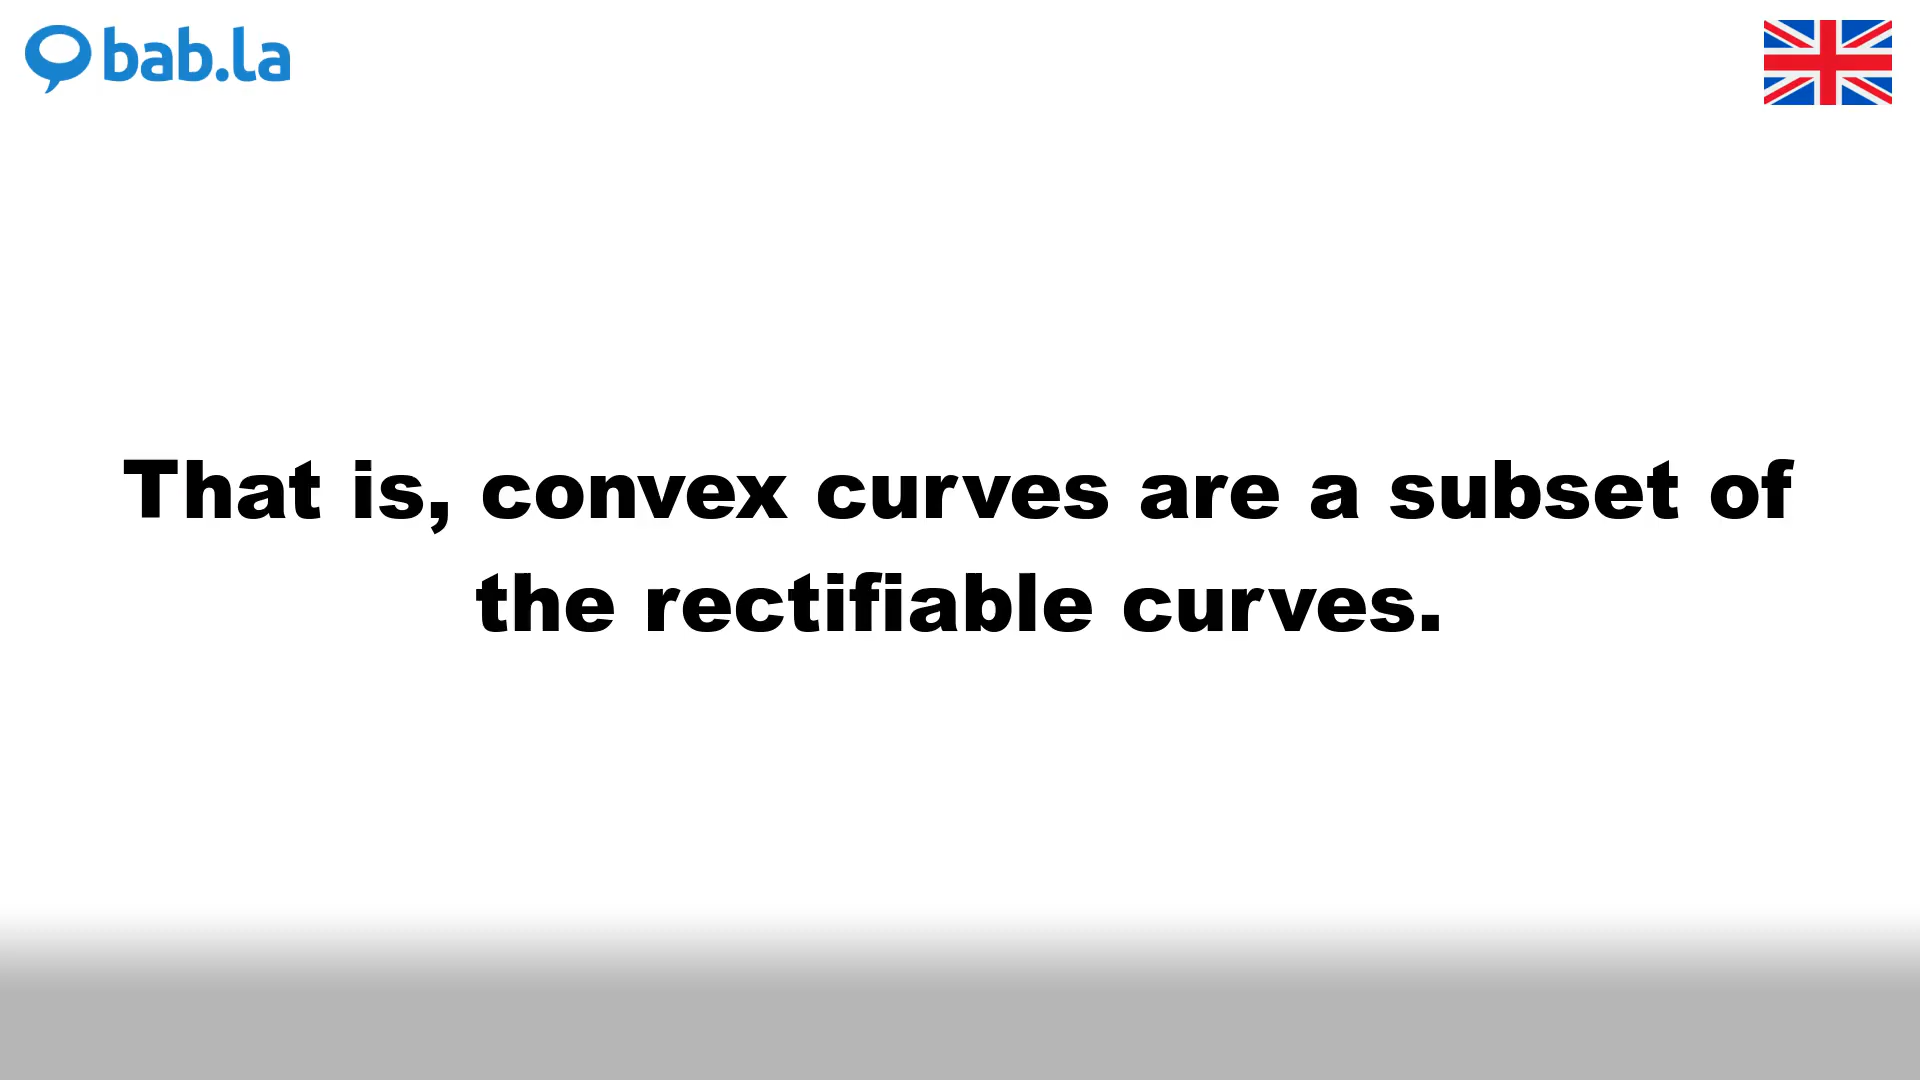 bab.la
That is, convex curves are a subset of
the rectifiable curves.